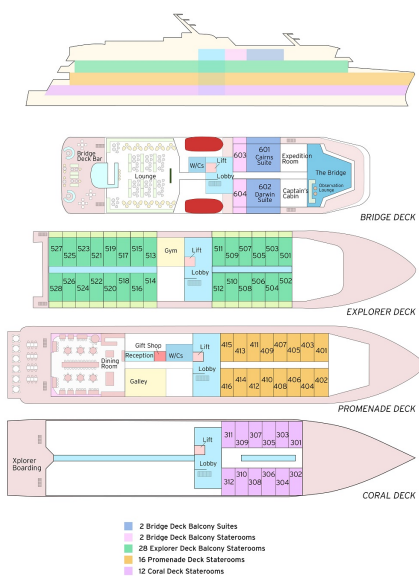 Bridge
Deck Bar
Lounge
W/Cs
Lift
Lobby
603
604
601
Cairns
Suite
602
Darwin
Suite
Expedition
Room
Captain's
Cabin
The Bridge
Observation
Lounge
BRIDGE DECK
527 523 519 515
525 521 517 513
526 522 518 514
528 524 520 516
Gym
Lift
Lobby
511 507 503
509 505 501
510 506 502
512 508 504
EXPLORER DECK
Dining
Room
Gift Shop
Reception
W/Cs
Galley
Lift
Lobby
415 411 407 403
413 409 405 401
414 410 406 402
416 412 408 404
PROMENADE DECK
Xplorer
Boarding
Lift
Lobby
311 307 303
309 305 301
310 306 302
312 308 304
CORAL DECK
2 Bridge Deck Balcony Suites
2 Bridge Deck Balcony Staterooms
28 Explorer Deck Balcony Staterooms
16 Promenade Deck Staterooms
12 Coral Deck Staterooms